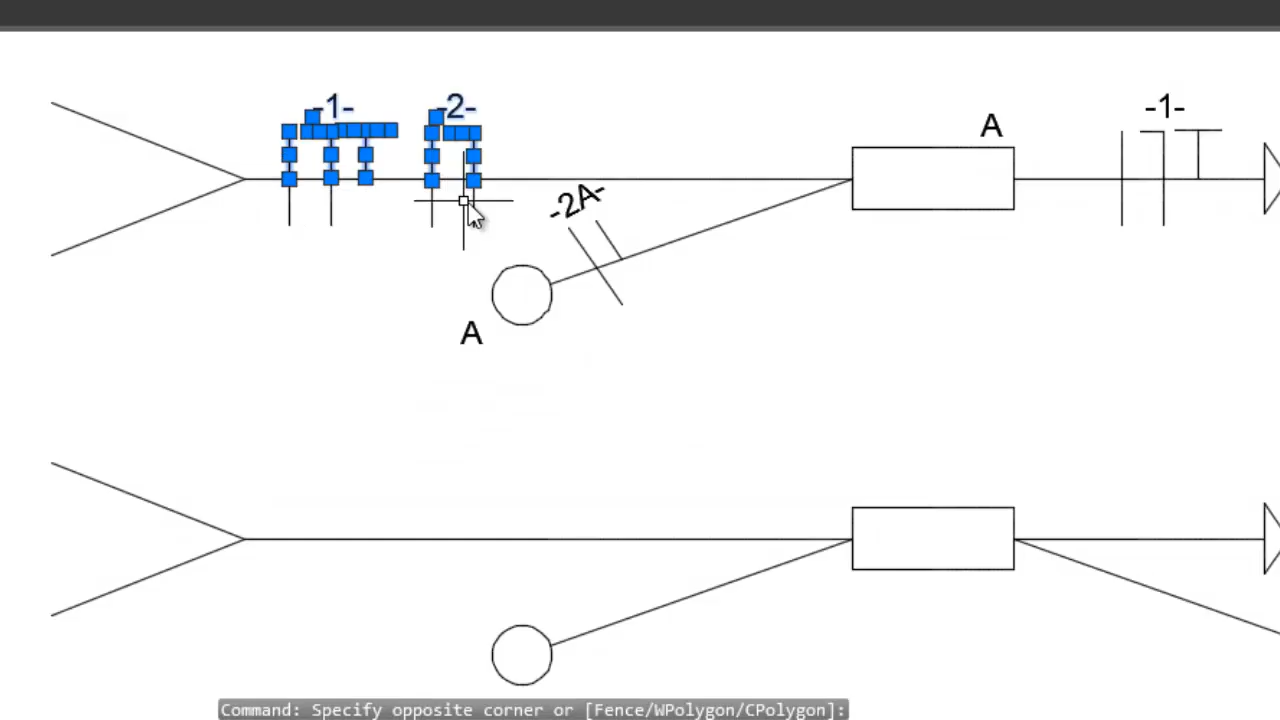 -1-
-2-
A
-1-
-2A-
A
Command: Specify opposite corner or [Fence/WPolygon/CPolygon]: